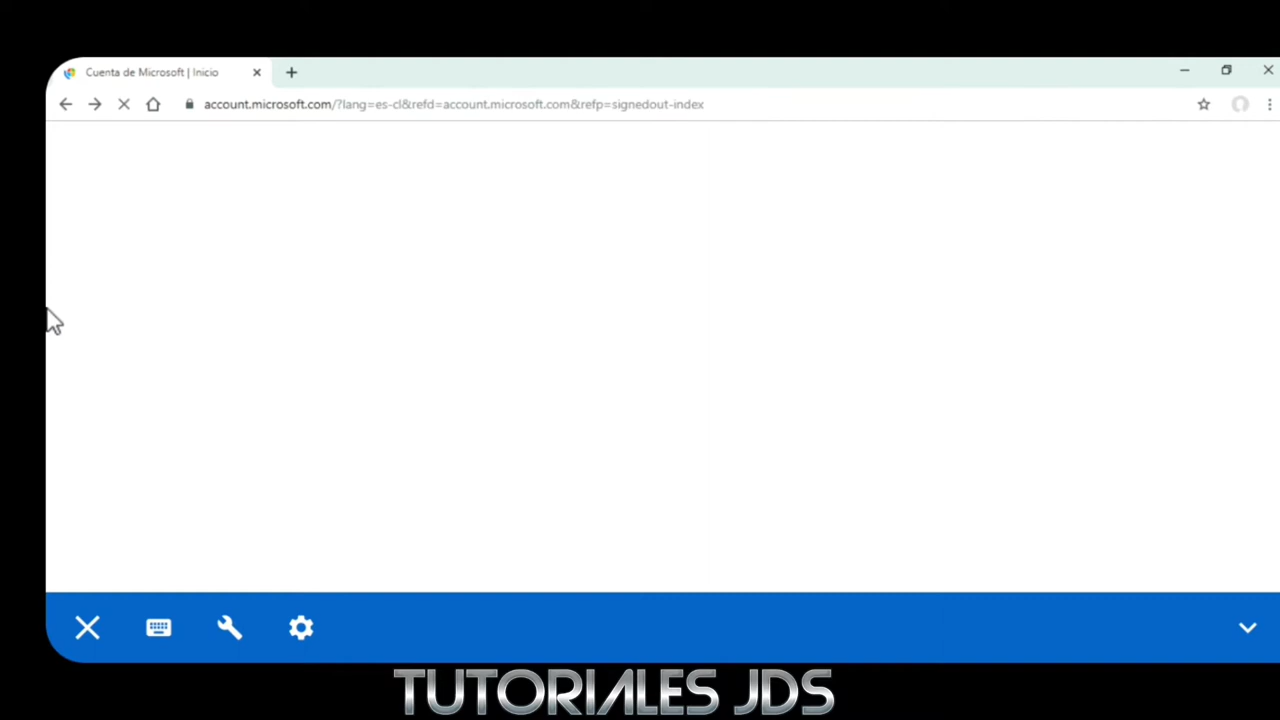 Cuenta de Microsoft | Inicio
account.microsoft.com/?lang=es-cl&refd=account.microsoft.com&refp=signedout-index
TUTORIALES JDS